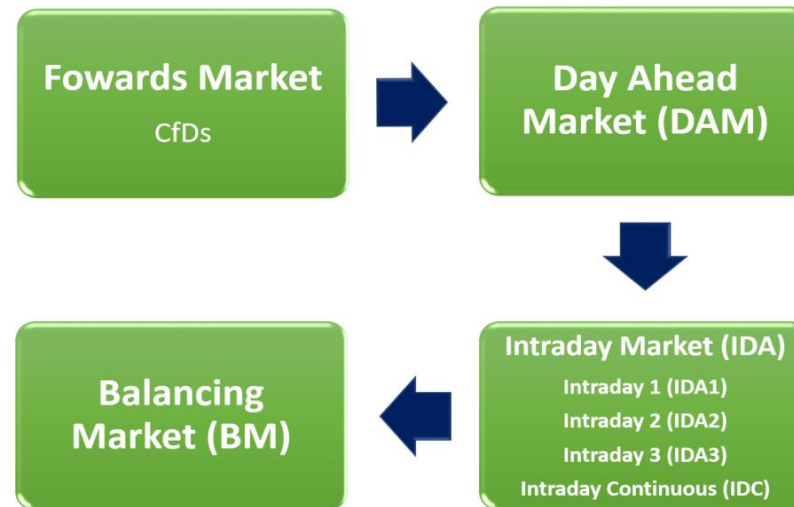 Fowards Market
CfDs
Day Ahead
Market (DAM)
Intraday Market (IDA)
Intraday 1 (IDA1)
Intraday 2 (IDA2)
Intraday 3 (IDA3)
Intraday Continuous (IDC)
Balancing
Market (BM)